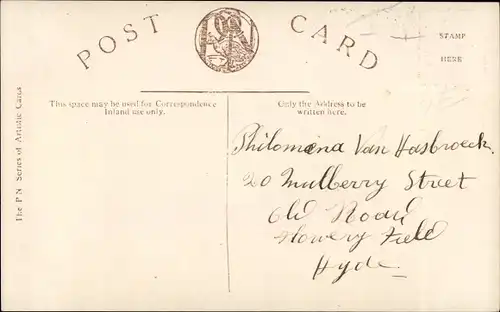 POST CARD
STAMP
HERE
The P.N. Series of Artistic Cards
This space may be used for Correspondence
Inland use only.
Only the Address to be
written here.
Philomena Van Hasbroeck
20 Mulberry Street
Old Road
Flowery Field
Hyde